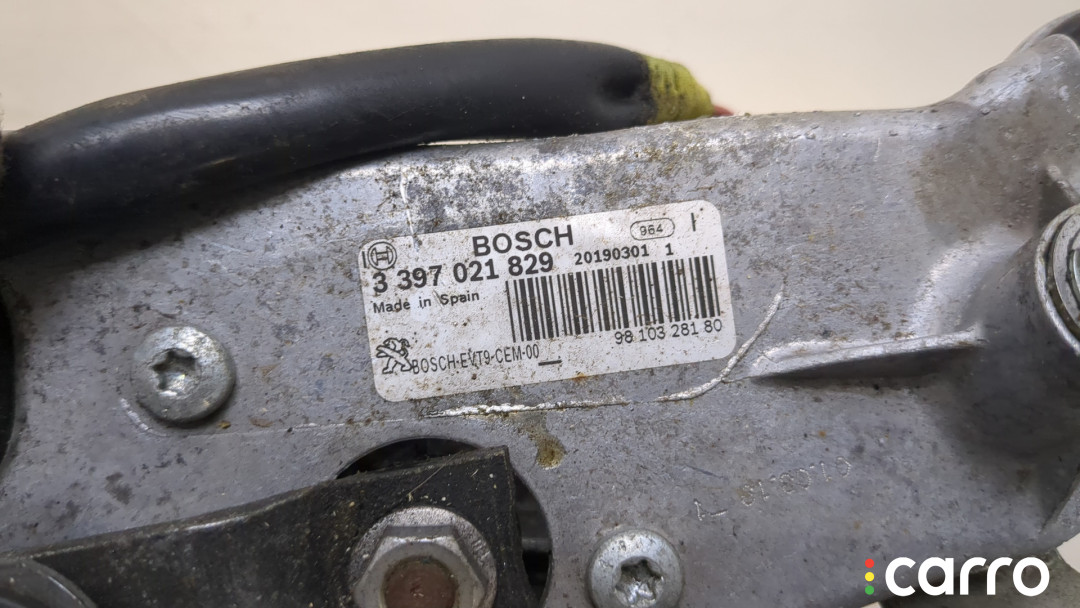 BOSCH
964
3 397 021 829
20190301 1
Made in Spain
98 103 281 80
BOSCH-EVT9-CEM-00
carro